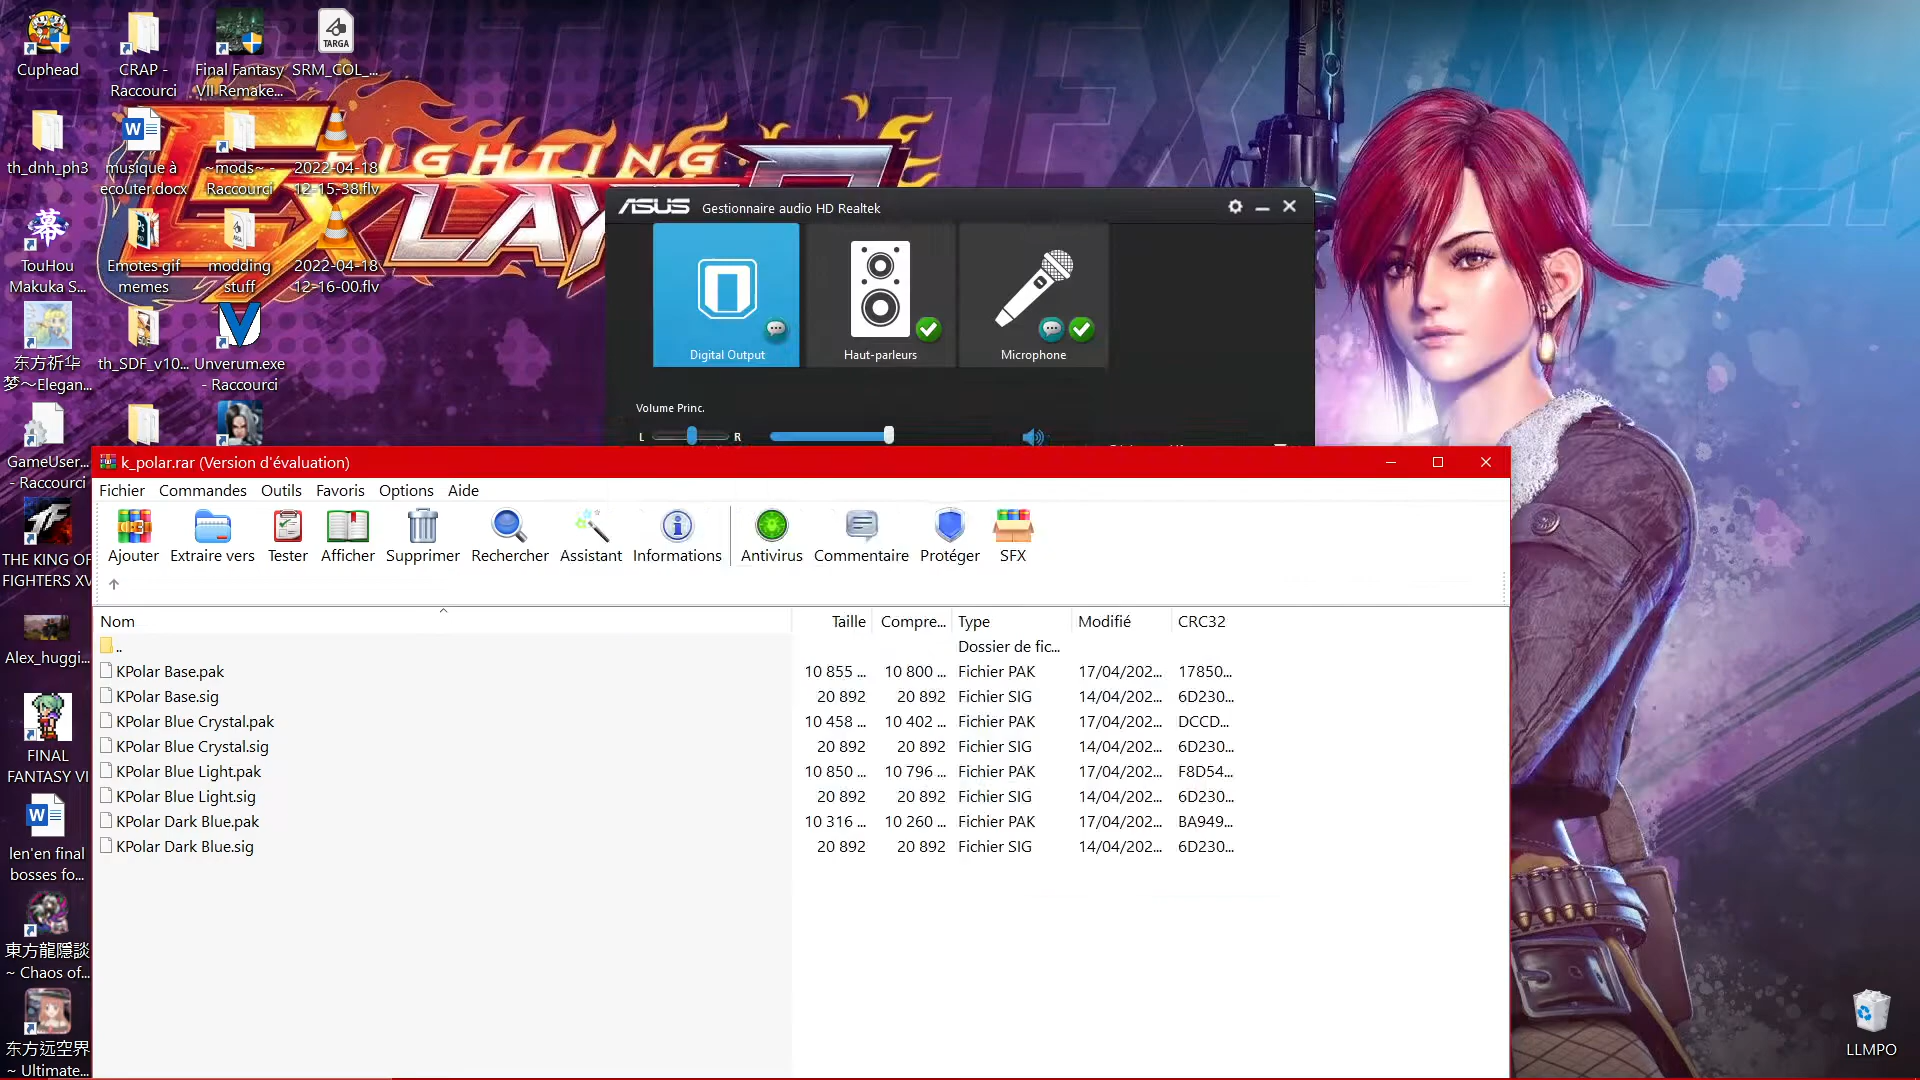 Cuphead
CRAP -
Raccourci
Final Fantasy
VII Remake...
TARGA
SRM_COL_...
th_dnh_ph3
musique à
ecouter.docx
~mods~ -
Raccourci
2022-04-18
12-15-38.flv
FIGHTING
EX LAYER
幕
TouHou
Makuka S...
Emotes gif
memes
modding
stuff
2022-04-18
12-16-00.flv
东方祈华
梦～Elegan...
th_SDF_v10...
Unverum.exe
- Raccourci
GameUser...
- Raccourci
THE KING OF
FIGHTERS XV
Alex_huggi...
FINAL
FANTASY VI
len'en final
bosses fo...
東方龍隱談
~ Chaos of...
东方远空界
~ Ultimate...
LLMPO
ASUS Gestionnaire audio HD Realtek
Digital Output
Haut-parleurs
Microphone
Volume Princ.
L R
k_polar.rar (Version d'évaluation)
Fichier Commandes Outils Favoris Options Aide
Ajouter Extraire vers Tester Afficher Supprimer Rechercher Assistant Informations Antivirus Commentaire Protéger SFX
Nom Taille Compre... Type Modifié CRC32
.. Dossier de fic...
KPolar Base.pak 10 855 ... 10 800 ... Fichier PAK 17/04/202... 17850...
KPolar Base.sig 20 892 20 892 Fichier SIG 14/04/202... 6D230...
KPolar Blue Crystal.pak 10 458 ... 10 402 ... Fichier PAK 17/04/202... DCCD...
KPolar Blue Crystal.sig 20 892 20 892 Fichier SIG 14/04/202... 6D230...
KPolar Blue Light.pak 10 850 ... 10 796 ... Fichier PAK 17/04/202... F8D54...
KPolar Blue Light.sig 20 892 20 892 Fichier SIG 14/04/202... 6D230...
KPolar Dark Blue.pak 10 316 ... 10 260 ... Fichier PAK 17/04/202... BA949...
KPolar Dark Blue.sig 20 892 20 892 Fichier SIG 14/04/202... 6D230...